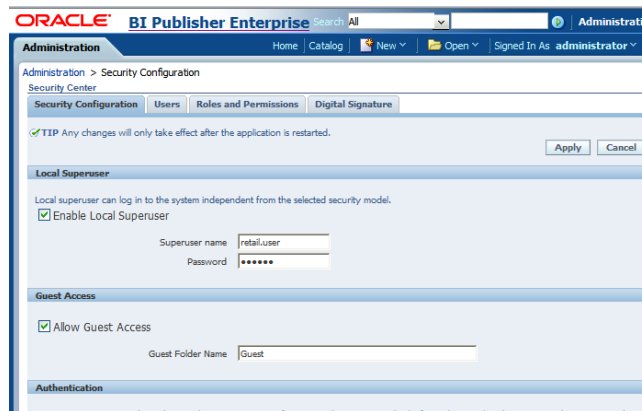 ORACLE BI Publisher Enterprise Search All Administrati
Administration Home Catalog New Open Signed In As administrator
Administration > Security Configuration
Security Center
Security Configuration Users Roles and Permissions Digital Signature
TIP Any changes will only take effect after the application is restarted.
Apply Cancel
Local Superuser
Local superuser can log in to the system independent from the selected security model.
Enable Local Superuser
Superuser name retail.user
Password ••••••
Guest Access
Allow Guest Access
Guest Folder Name Guest
Authentication